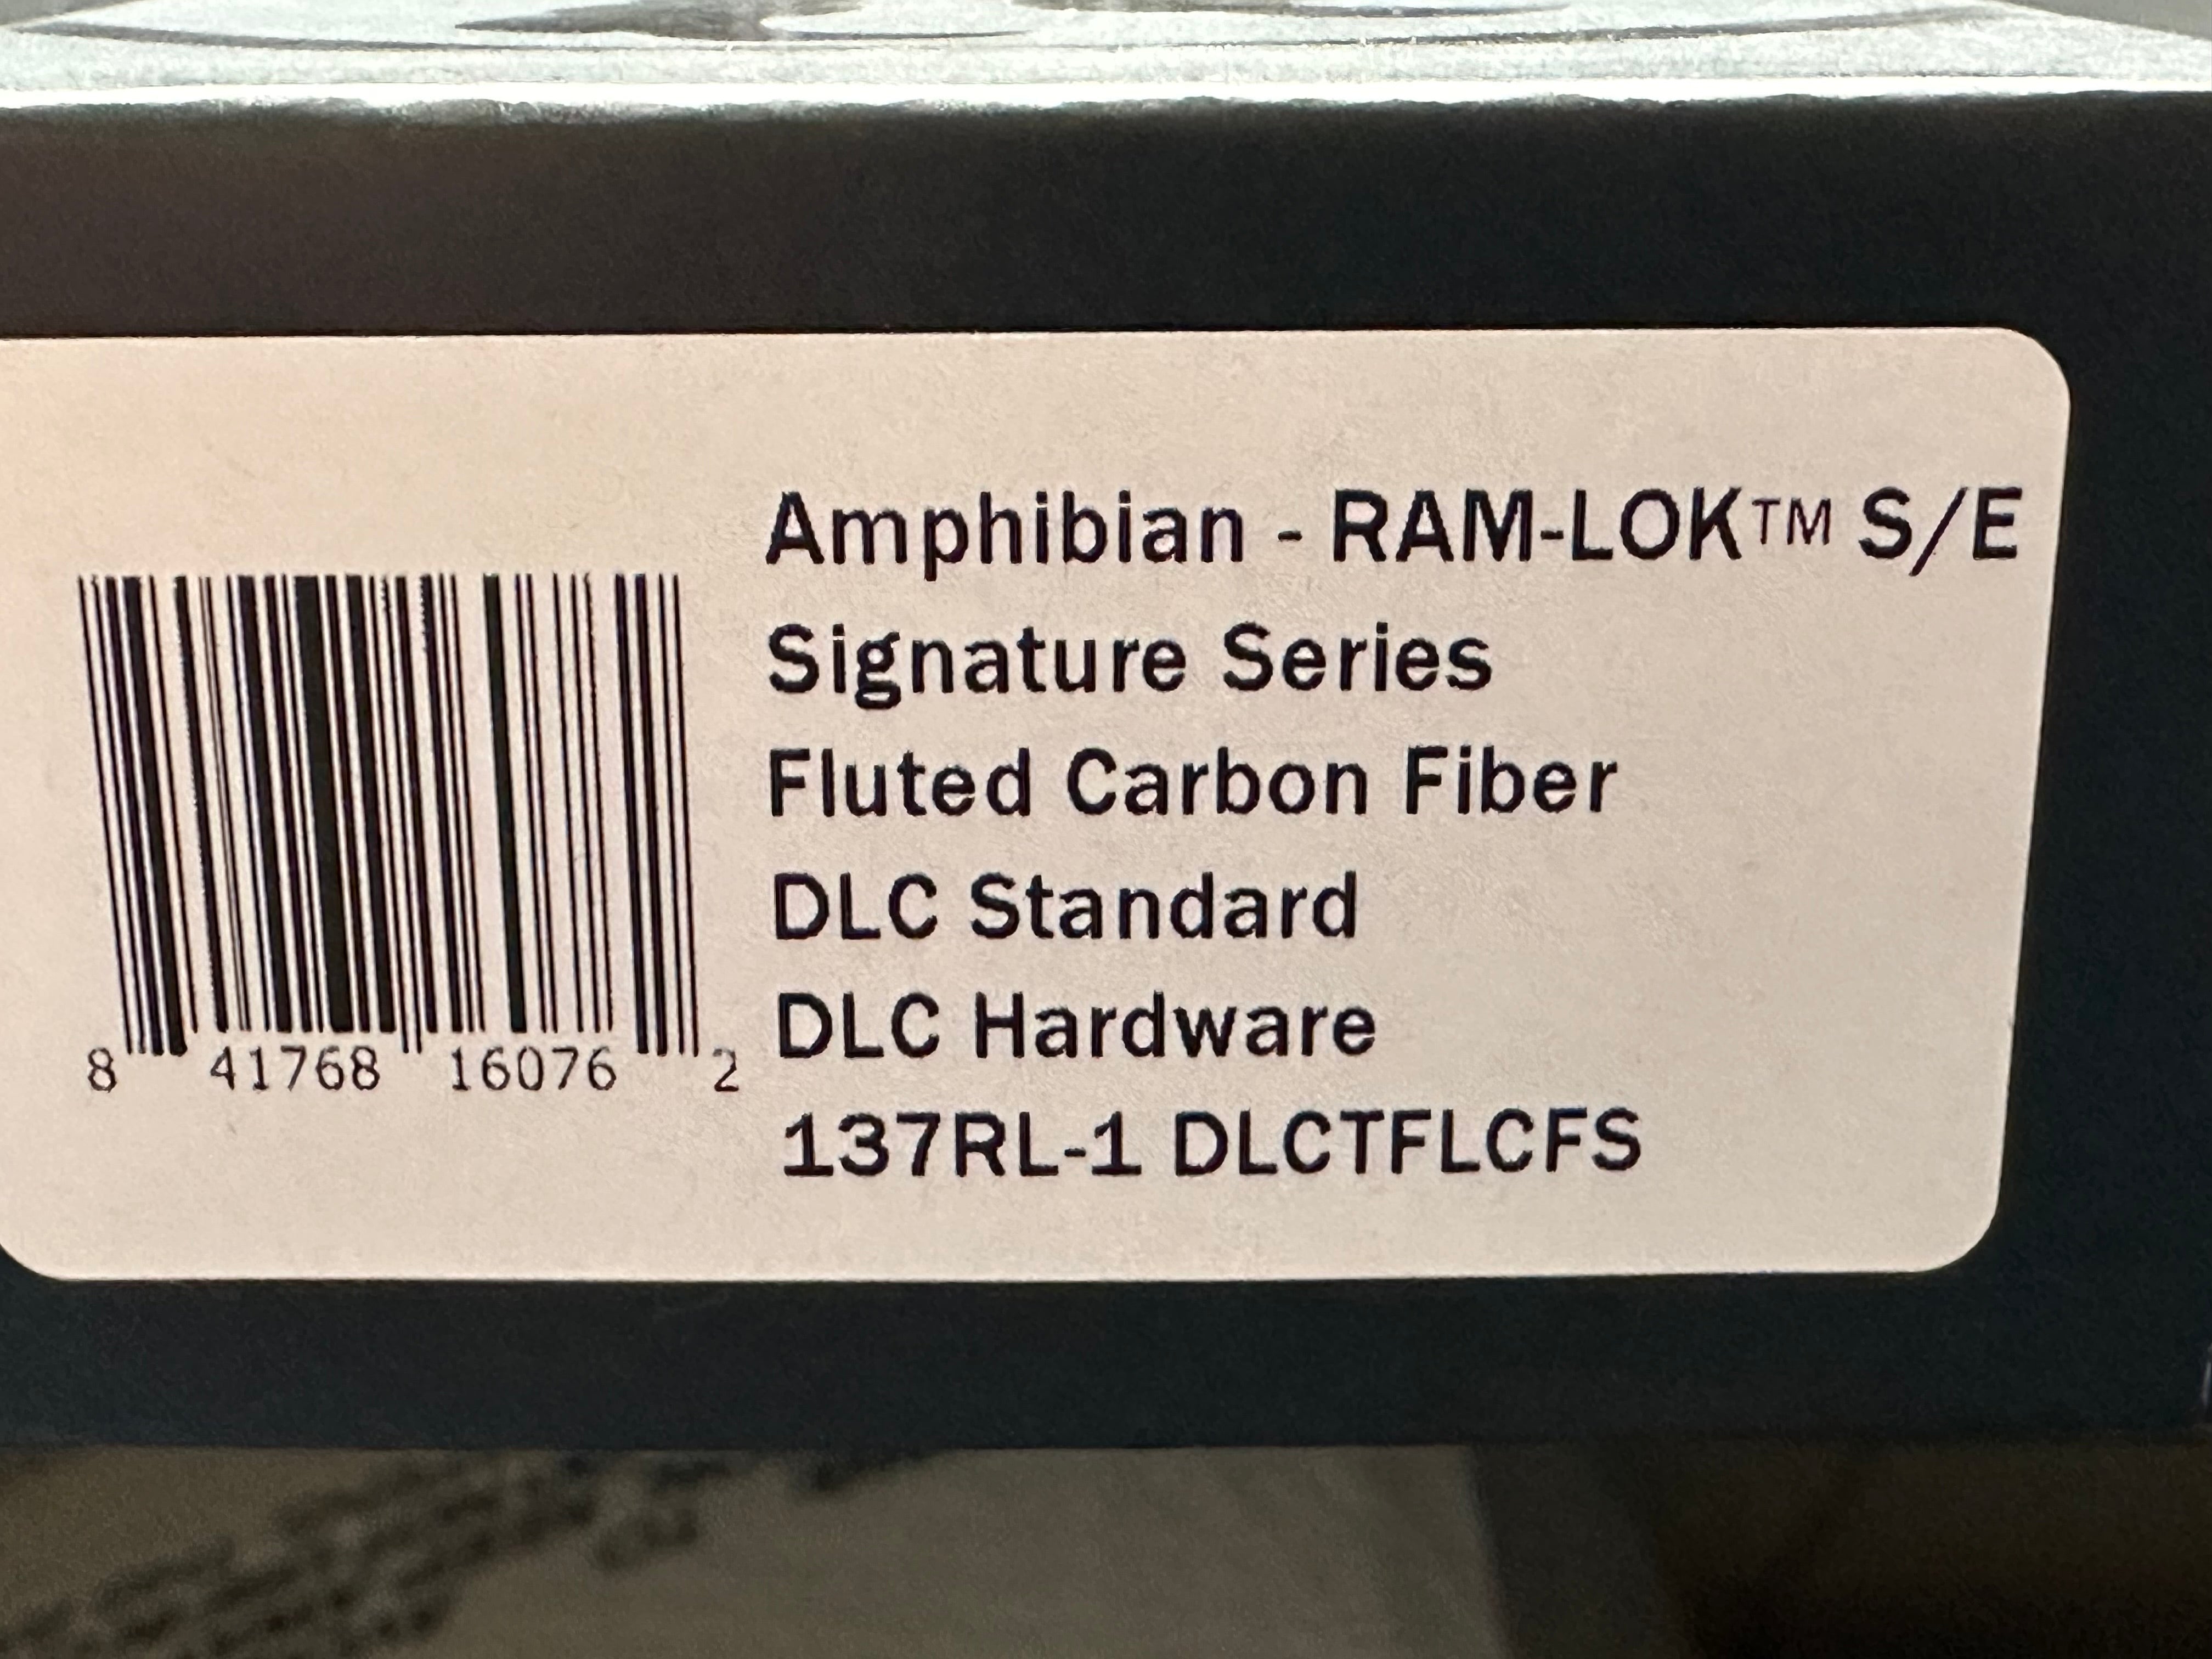 Amphibian - RAM-LOK™ S/E
Signature Series
Fluted Carbon Fiber
DLC Standard
DLC Hardware
137RL-1 DLCTFLCFS
8 41768 16076 2